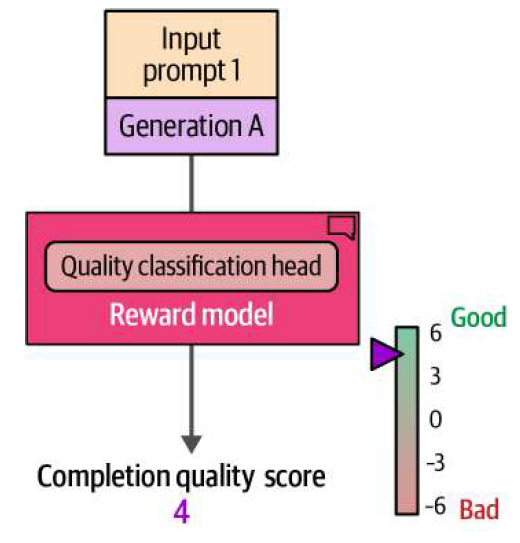 Input
prompt 1
Generation A
Quality classification head
Reward model
Completion quality score
4
6 Good
3
0
–3
–6 Bad